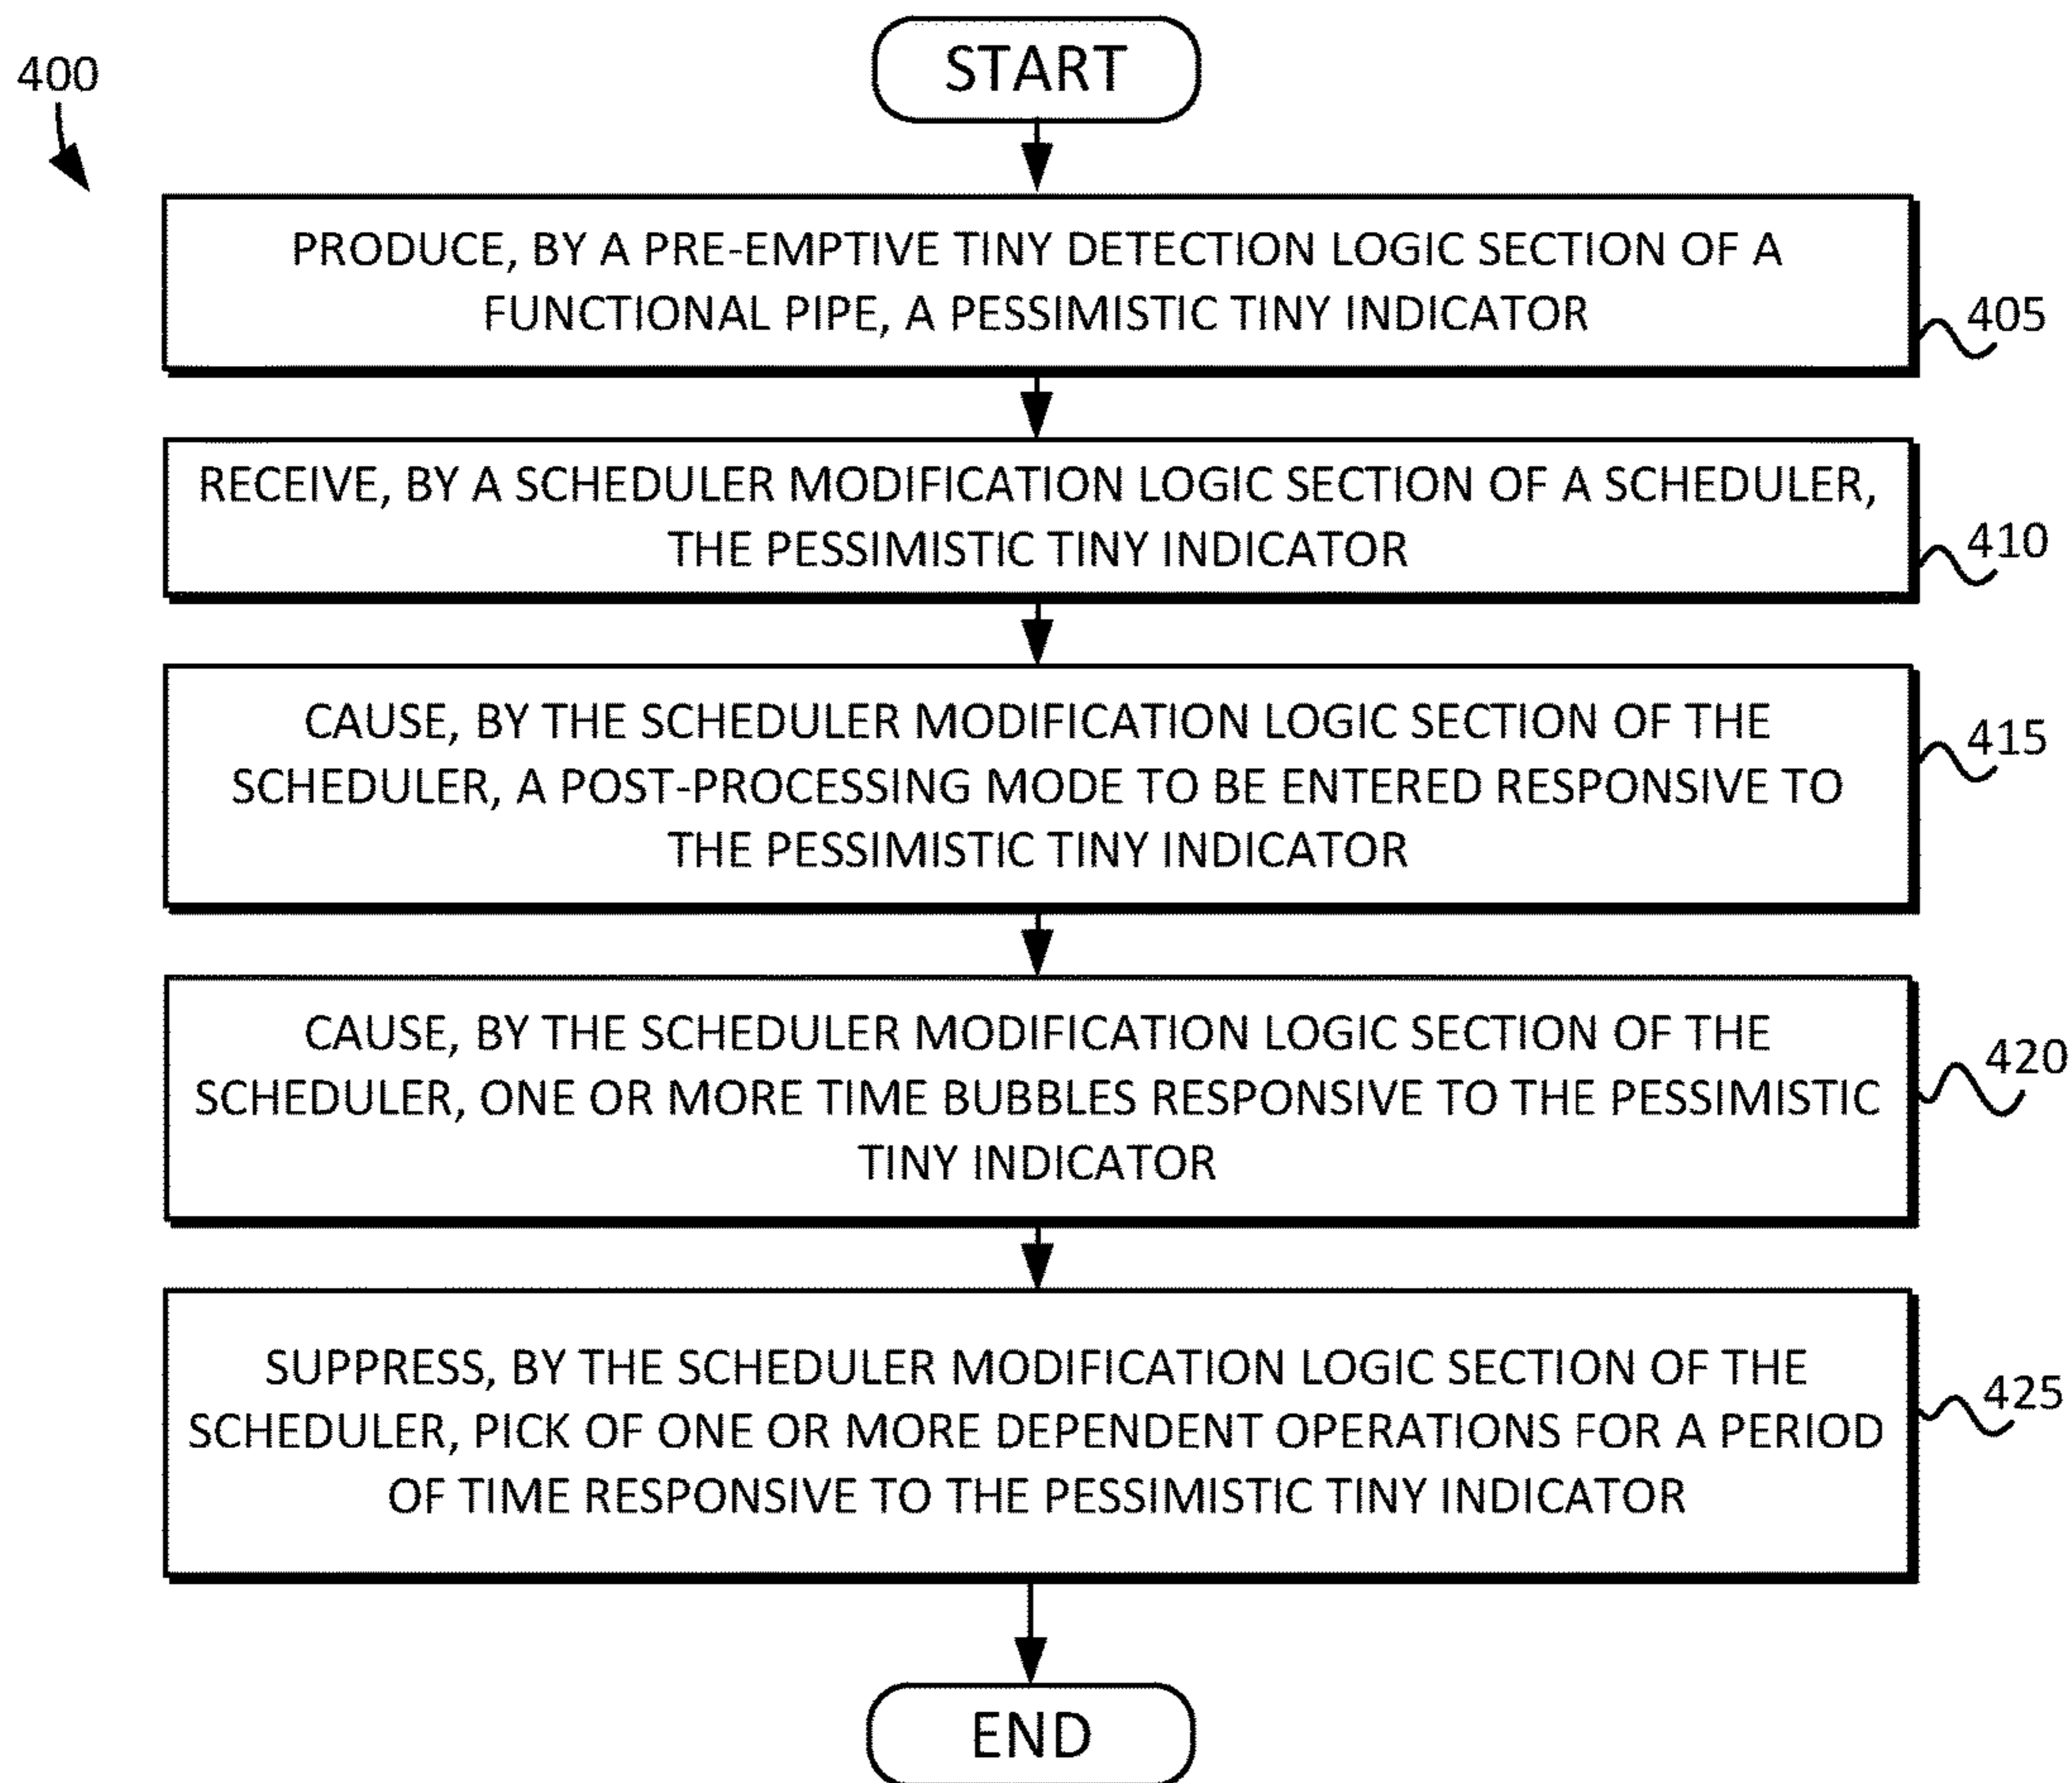 400
START
PRODUCE, BY A PRE-EMPTIVE TINY DETECTION LOGIC SECTION OF A
FUNCTIONAL PIPE, A PESSIMISTIC TINY INDICATOR
405
RECEIVE, BY A SCHEDULER MODIFICATION LOGIC SECTION OF A SCHEDULER,
THE PESSIMISTIC TINY INDICATOR
410
CAUSE, BY THE SCHEDULER MODIFICATION LOGIC SECTION OF THE
SCHEDULER, A POST-PROCESSING MODE TO BE ENTERED RESPONSIVE TO
THE PESSIMISTIC TINY INDICATOR
415
CAUSE, BY THE SCHEDULER MODIFICATION LOGIC SECTION OF THE
SCHEDULER, ONE OR MORE TIME BUBBLES RESPONSIVE TO THE PESSIMISTIC
TINY INDICATOR
420
SUPPRESS, BY THE SCHEDULER MODIFICATION LOGIC SECTION OF THE
SCHEDULER, PICK OF ONE OR MORE DEPENDENT OPERATIONS FOR A PERIOD
OF TIME RESPONSIVE TO THE PESSIMISTIC TINY INDICATOR
425
END